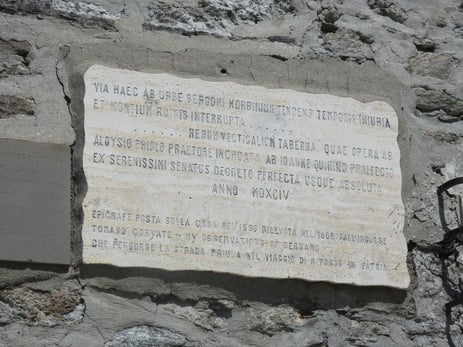 VIA HAEC AB URBE BERGOMI MORBINIUM TENDENS TEMPORIS INIURIA
ET MONTIUM RUINIS INTERRUPTA . . . . . . . . . . .
. . . . . . . . . . RERUM VECTIGALIUM TABERNA, QUAE OPERA AB
ALOYSIO PRIOLO PRAETORE INCHOATA AB IOANNE QUIRINO PRAEFECTO
EX SERENISSIMI SENATUS DECRETO PERFECTA USQUE ABSOLUTA
ANNO MDXCIV
EPIGRAFE POSTA SULLA CASA NEL 1596 RILEVATA NEL 1608 DALL'INGLESE
TOMASO CORYATE - MY OBSERVATIONS OF BERGAMO -
CHE PERCORSE LA STRADA PRIULA NEL VIAGGIO DI RITORNO IN PATRIA